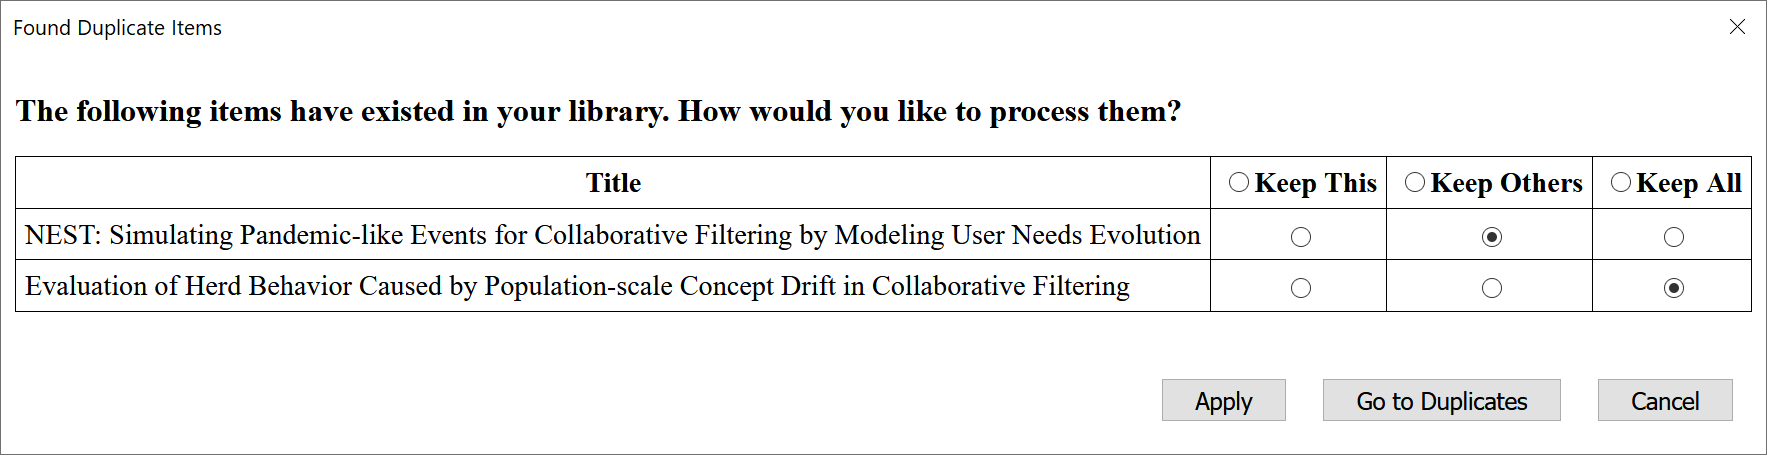 Found Duplicate Items
The following items have existed in your library. How would you like to process them?
Title Keep This Keep Others Keep All
NEST: Simulating Pandemic-like Events for Collaborative Filtering by Modeling User Needs Evolution
Evaluation of Herd Behavior Caused by Population-scale Concept Drift in Collaborative Filtering
Apply Go to Duplicates Cancel